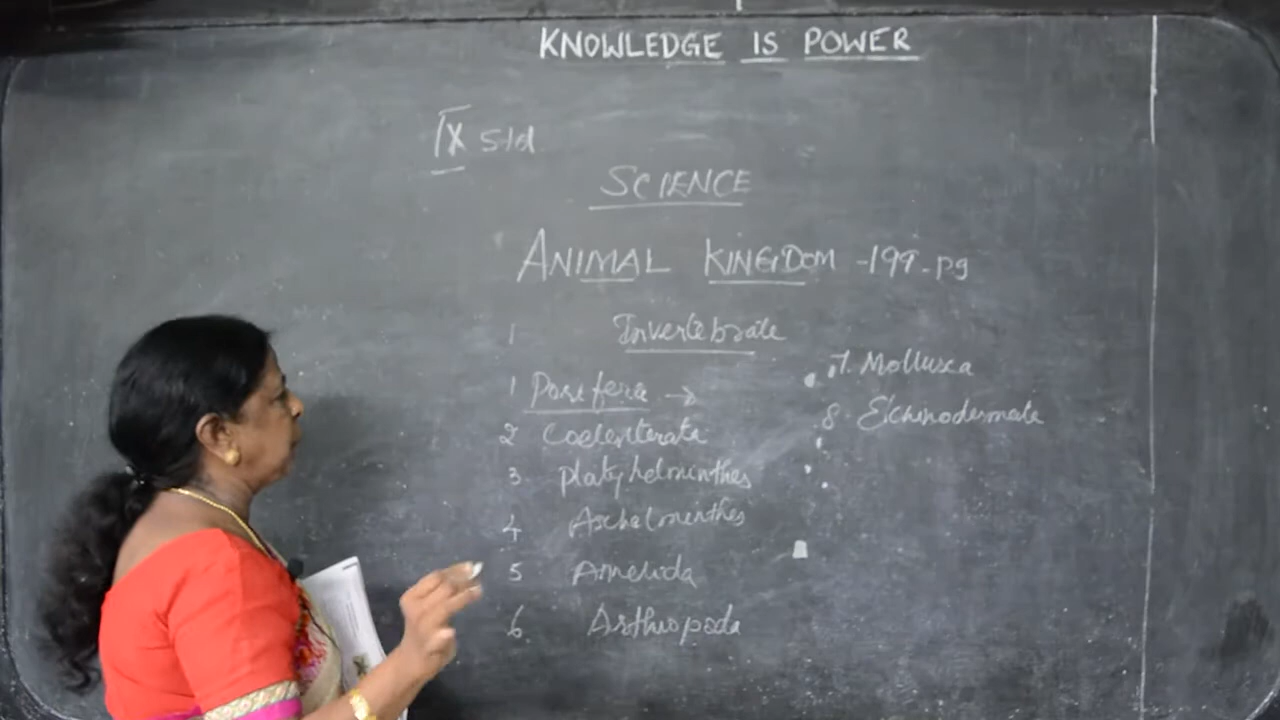 KNOWLEDGE IS POWER
IX Std
SCIENCE
ANIMAL KINGDOM - 199 - pg
1 Invertebrate
1 Porifera →
2 Coelenterata
3 Platyhelminthes
4 Aschelminthes
5 Annelida
6 Arthropoda
7. Mollusca
8. Echinodermata